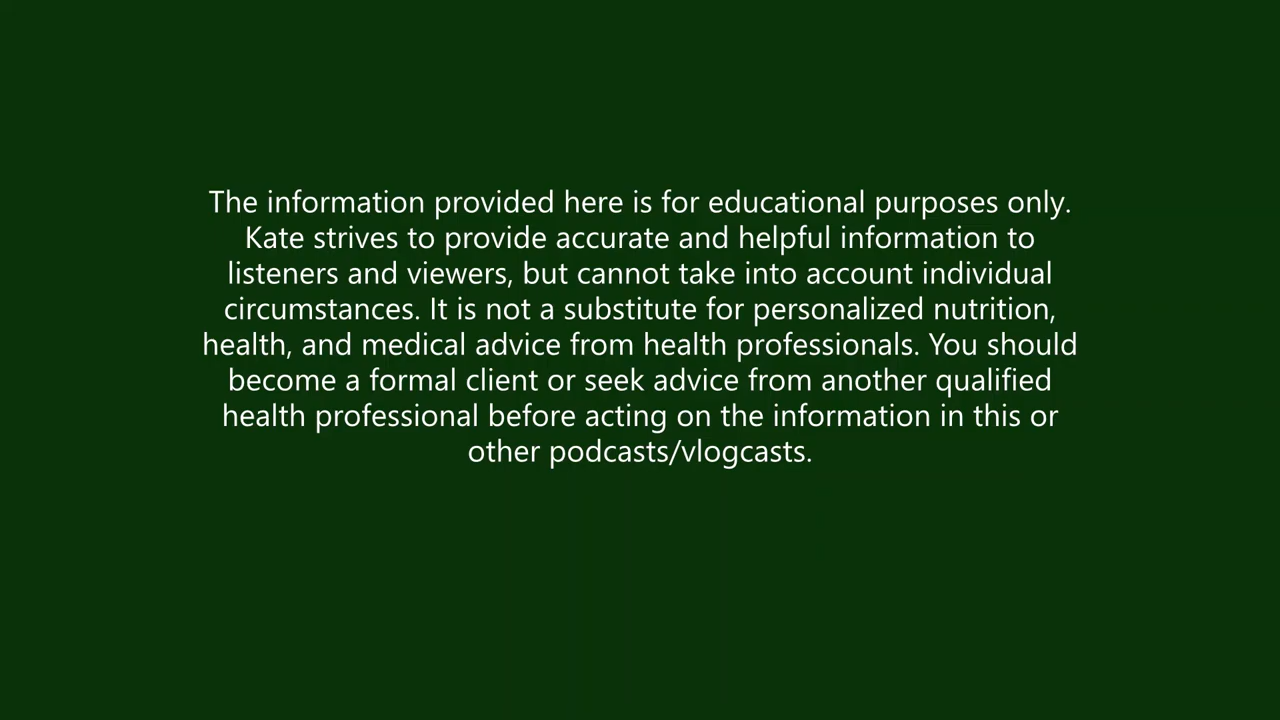 The information provided here is for educational purposes only.
Kate strives to provide accurate and helpful information to
listeners and viewers, but cannot take into account individual
circumstances. It is not a substitute for personalized nutrition,
health, and medical advice from health professionals. You should
become a formal client or seek advice from another qualified
health professional before acting on the information in this or
other podcasts/vlogcasts.